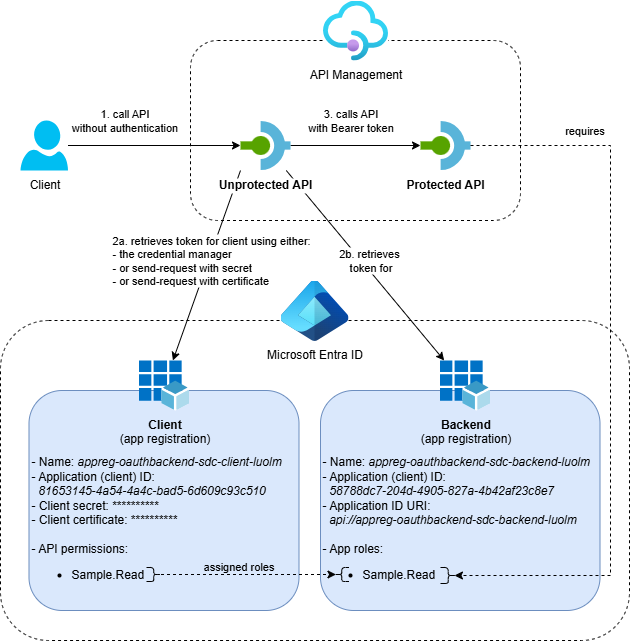 API Management
1. call API
without authentication
3. calls API
with Bearer token
requires
Client
Unprotected API
Protected API
2a. retrieves token for client using either:
- the credential manager
- or send-request with secret
- or send-request with certificate
2b. retrieves
token for
Microsoft Entra ID
Client
(app registration)
- Name: appreg-oauthbackend-sdc-client-luolm
- Application (client) ID:
81653145-4a54-4a4c-bad5-6d609c93c510
- Client secret: **********
- Client certificate: **********
- API permissions:
• Sample.Read
assigned roles
Backend
(app registration)
- Name: appreg-oauthbackend-sdc-backend-luolm
- Application (client) ID:
58788dc7-204d-4905-827a-4b42af23c8e7
- Application ID URI:
api://appreg-oauthbackend-sdc-backend-luolm
- App roles:
• Sample.Read